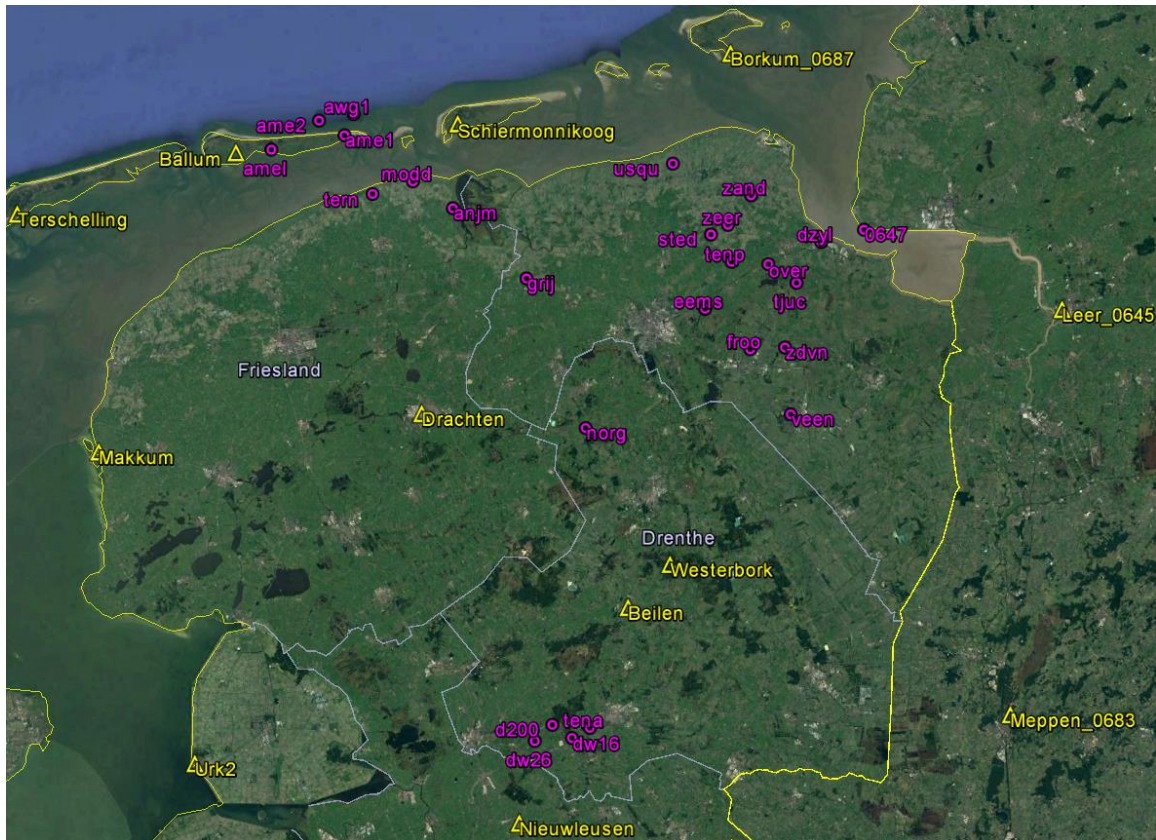 Borkum_0687
awg1
ame2
Schiermonnikoog
ame1
Ballum
amel
usqu
modd
zand
tern
anjm
Terschelling
zeer
sted
dzyl
0647
tenp
over
grij
tjuc
eems
Leer_0645
froo
zdvn
Friesland
Drachten
veen
norg
Makkum
Drenthe
Westerbork
Beilen
Meppen_0683
tena
d200
dw16
dw26
Urk2
Nieuwleusen